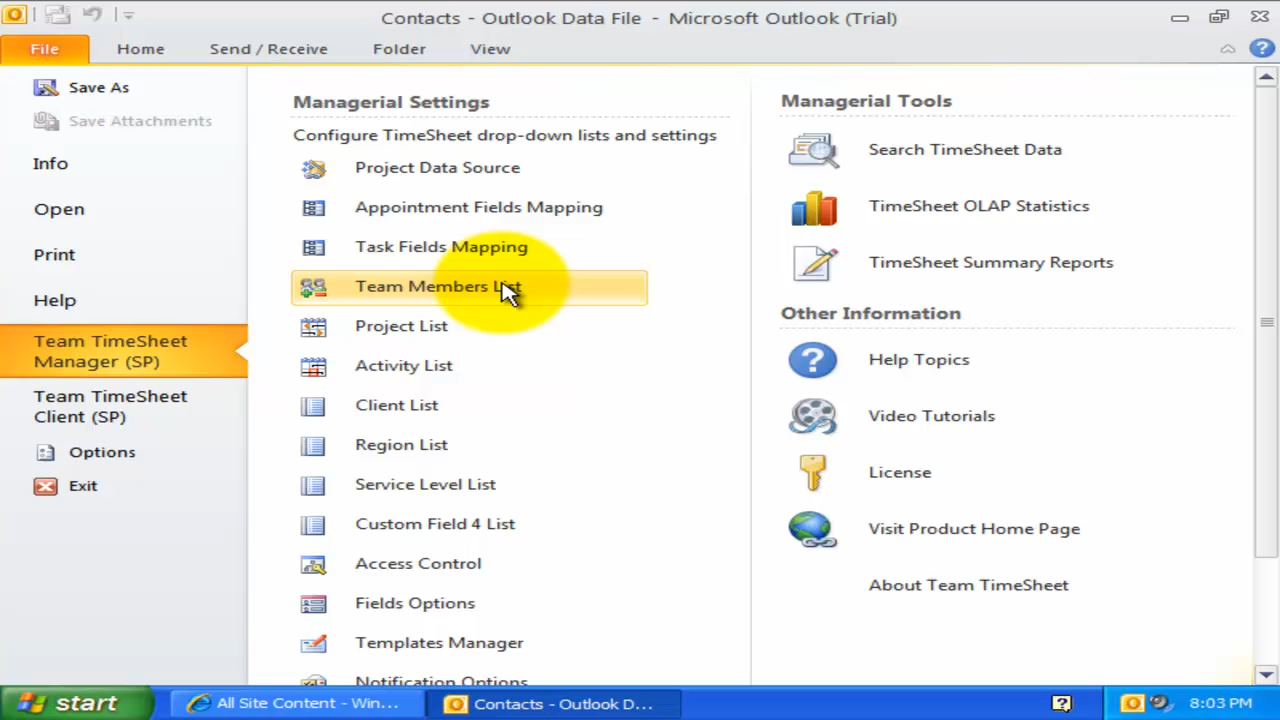 Contacts - Outlook Data File - Microsoft Outlook (Trial)
File Home Send / Receive Folder View
Save As
Save Attachments
Info
Open
Print
Help
Team TimeSheet
Manager (SP)
Team TimeSheet
Client (SP)
Options
Exit
Managerial Settings
Configure TimeSheet drop-down lists and settings
Project Data Source
Appointment Fields Mapping
Task Fields Mapping
Team Members List
Project List
Activity List
Client List
Region List
Service Level List
Custom Field 4 List
Access Control
Fields Options
Templates Manager
Notification Options
Managerial Tools
Search TimeSheet Data
TimeSheet OLAP Statistics
TimeSheet Summary Reports
Other Information
Help Topics
Video Tutorials
License
Visit Product Home Page
About Team TimeSheet
start All Site Content - Win... Contacts - Outlook D... 8:03 PM